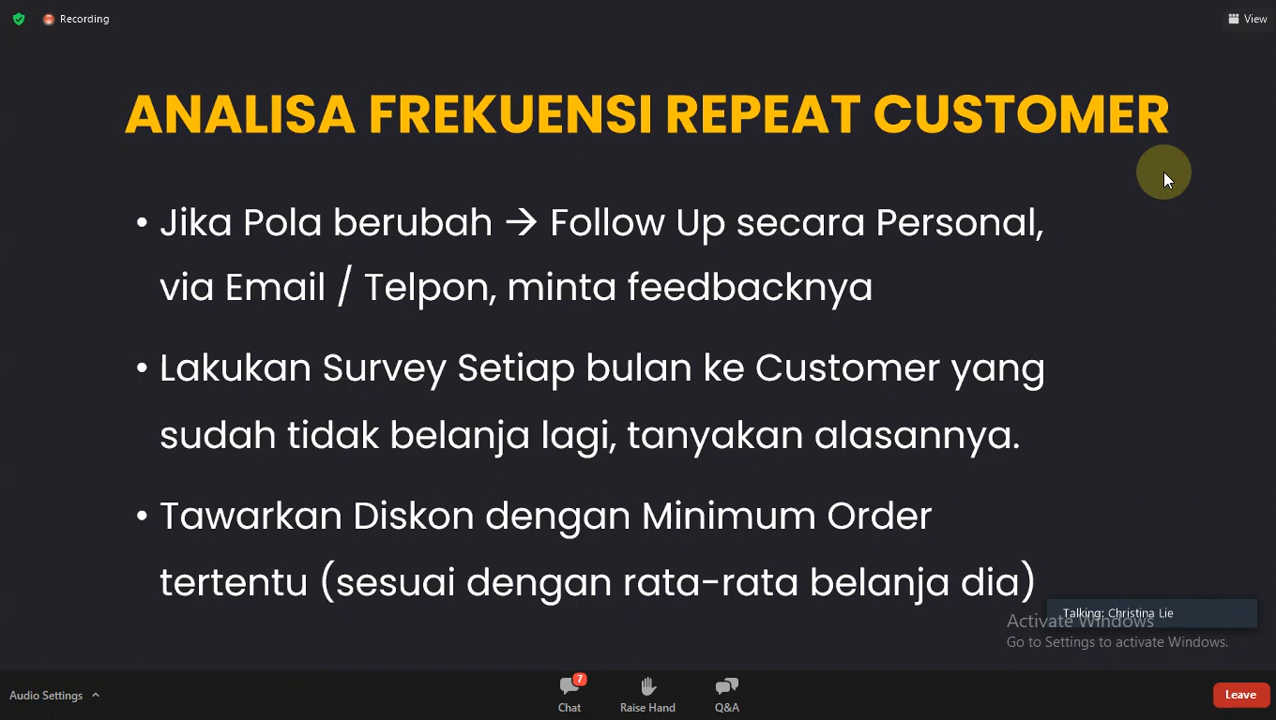 Recording
View
ANALISA FREKUENSI REPEAT CUSTOMER
• Jika Pola berubah → Follow Up secara Personal,
via Email / Telpon, minta feedbacknya
• Lakukan Survey Setiap bulan ke Customer yang
sudah tidak belanja lagi, tanyakan alasannya.
• Tawarkan Diskon dengan Minimum Order
tertentu (sesuai dengan rata-rata belanja dia)
Talking: Christina Lie
Activate Windows
Go to Settings to activate Windows.
7
Audio Settings
Chat
Raise Hand
Q&A
Leave